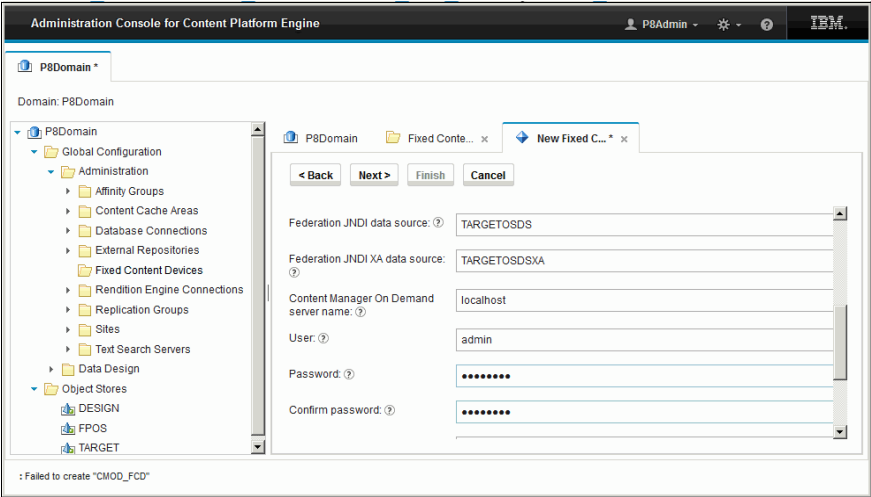 Administration Console for Content Platform Engine
P8Admin
IBM.
P8Domain *
Domain: P8Domain
P8Domain
Global Configuration
Administration
Affinity Groups
Content Cache Areas
Database Connections
External Repositories
Fixed Content Devices
Rendition Engine Connections
Replication Groups
Sites
Text Search Servers
Data Design
Object Stores
DESIGN
FPOS
TARGET
P8Domain
Fixed Conte... x
New Fixed C... * x
< Back
Next >
Finish
Cancel
Federation JNDI data source: ?
TARGETOSDS
Federation JNDI XA data source:
?
TARGETOSDSXA
Content Manager On Demand
server name: ?
localhost
User: ?
admin
Password: ?
••••••••
Confirm password: ?
••••••••
: Failed to create "CMOD_FCD"